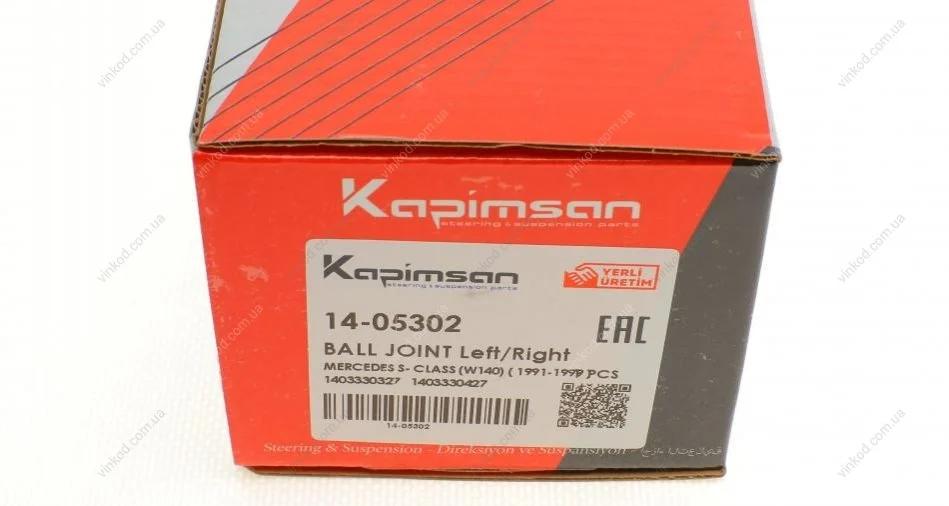 Kapimsan
steering & suspension parts
Kapimsan
steering & suspension parts
YERLİ
ÜRETİM
14-05302
EAC
BALL JOINT Left/Right
MERCEDES S- CLASS (W140) ( 1991-1999 ) PCS
1403330327 1403330427
14-05302
Steering & Suspension - Direksiyon ve Süspansiyon -
vinkod.com.ua